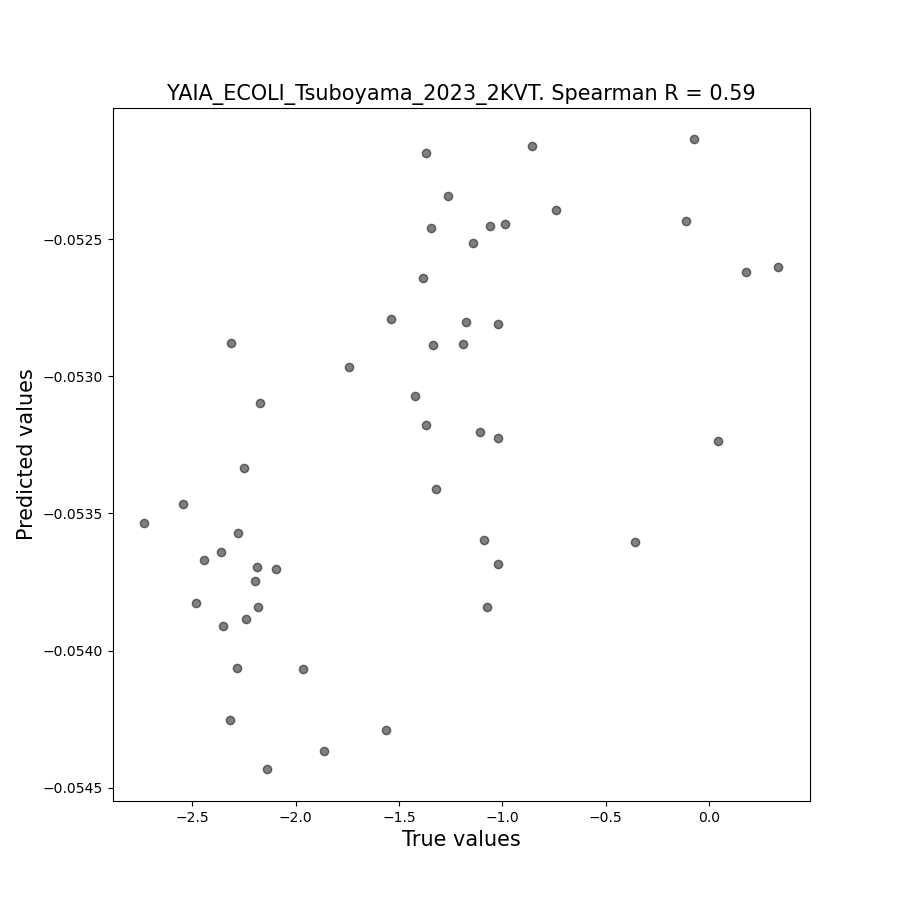 YAIA_ECOLI_Tsuboyama_2023_2KVT. Spearman R = 0.59
Predicted values
−0.0525
−0.0530
−0.0535
−0.0540
−0.0545
−2.5 −2.0 −1.5 −1.0 −0.5 0.0
True values